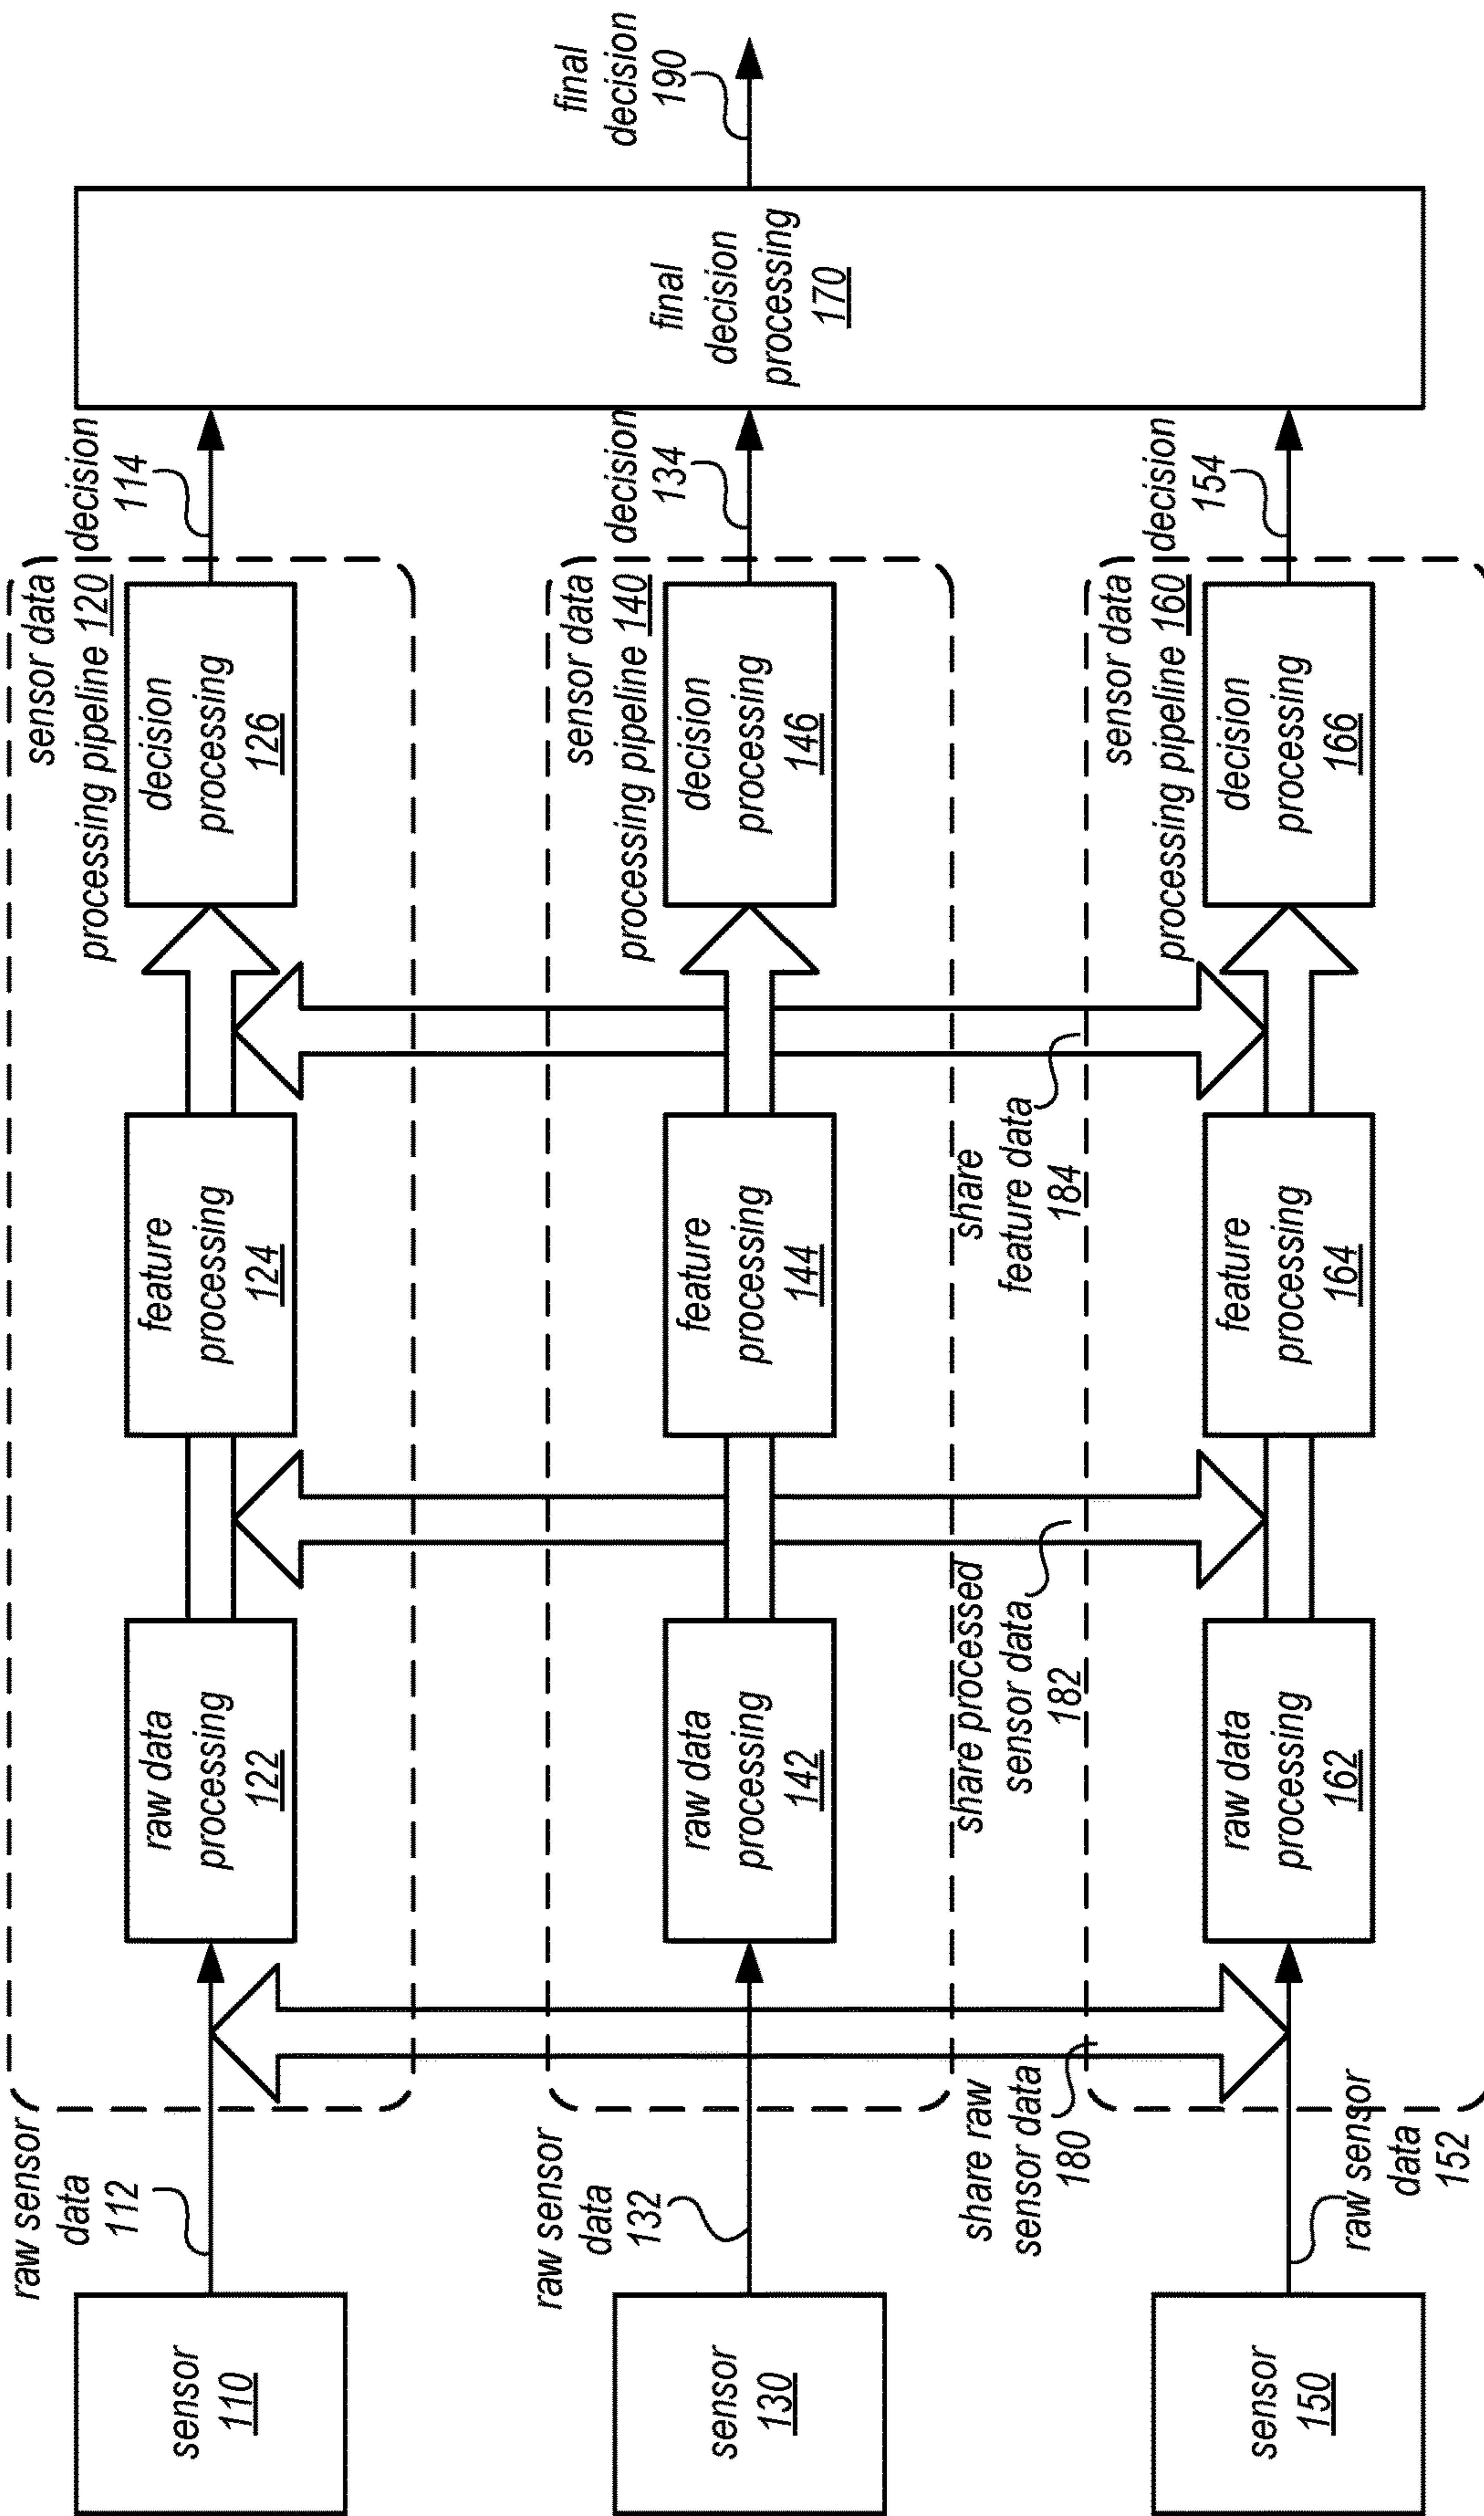 sensor
110
raw sensor
data
112
sensor data
processing pipeline 120
raw data
processing
122
feature
processing
124
decision
processing
126
decision
114
sensor
130
raw sensor
data
132
sensor data
processing pipeline 140
raw data
processing
142
feature
processing
144
decision
processing
146
decision
134
share raw
sensor data
180
share processed
sensor data
182
share
feature data
184
sensor
150
raw sensor
data
152
sensor data
processing pipeline 160
raw data
processing
162
feature
processing
164
decision
processing
166
decision
154
final
decision
processing
170
final
decision
190